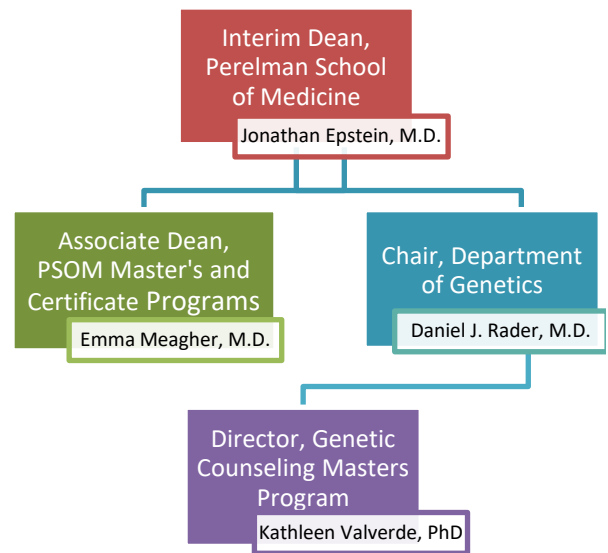 Interim Dean,
Perelman School
of Medicine
Jonathan Epstein, M.D.
Associate Dean,
PSOM Master's and
Certificate Programs
Emma Meagher, M.D.
Chair, Department
of Genetics
Daniel J. Rader, M.D.
Director, Genetic
Counseling Masters
Program
Kathleen Valverde, PhD